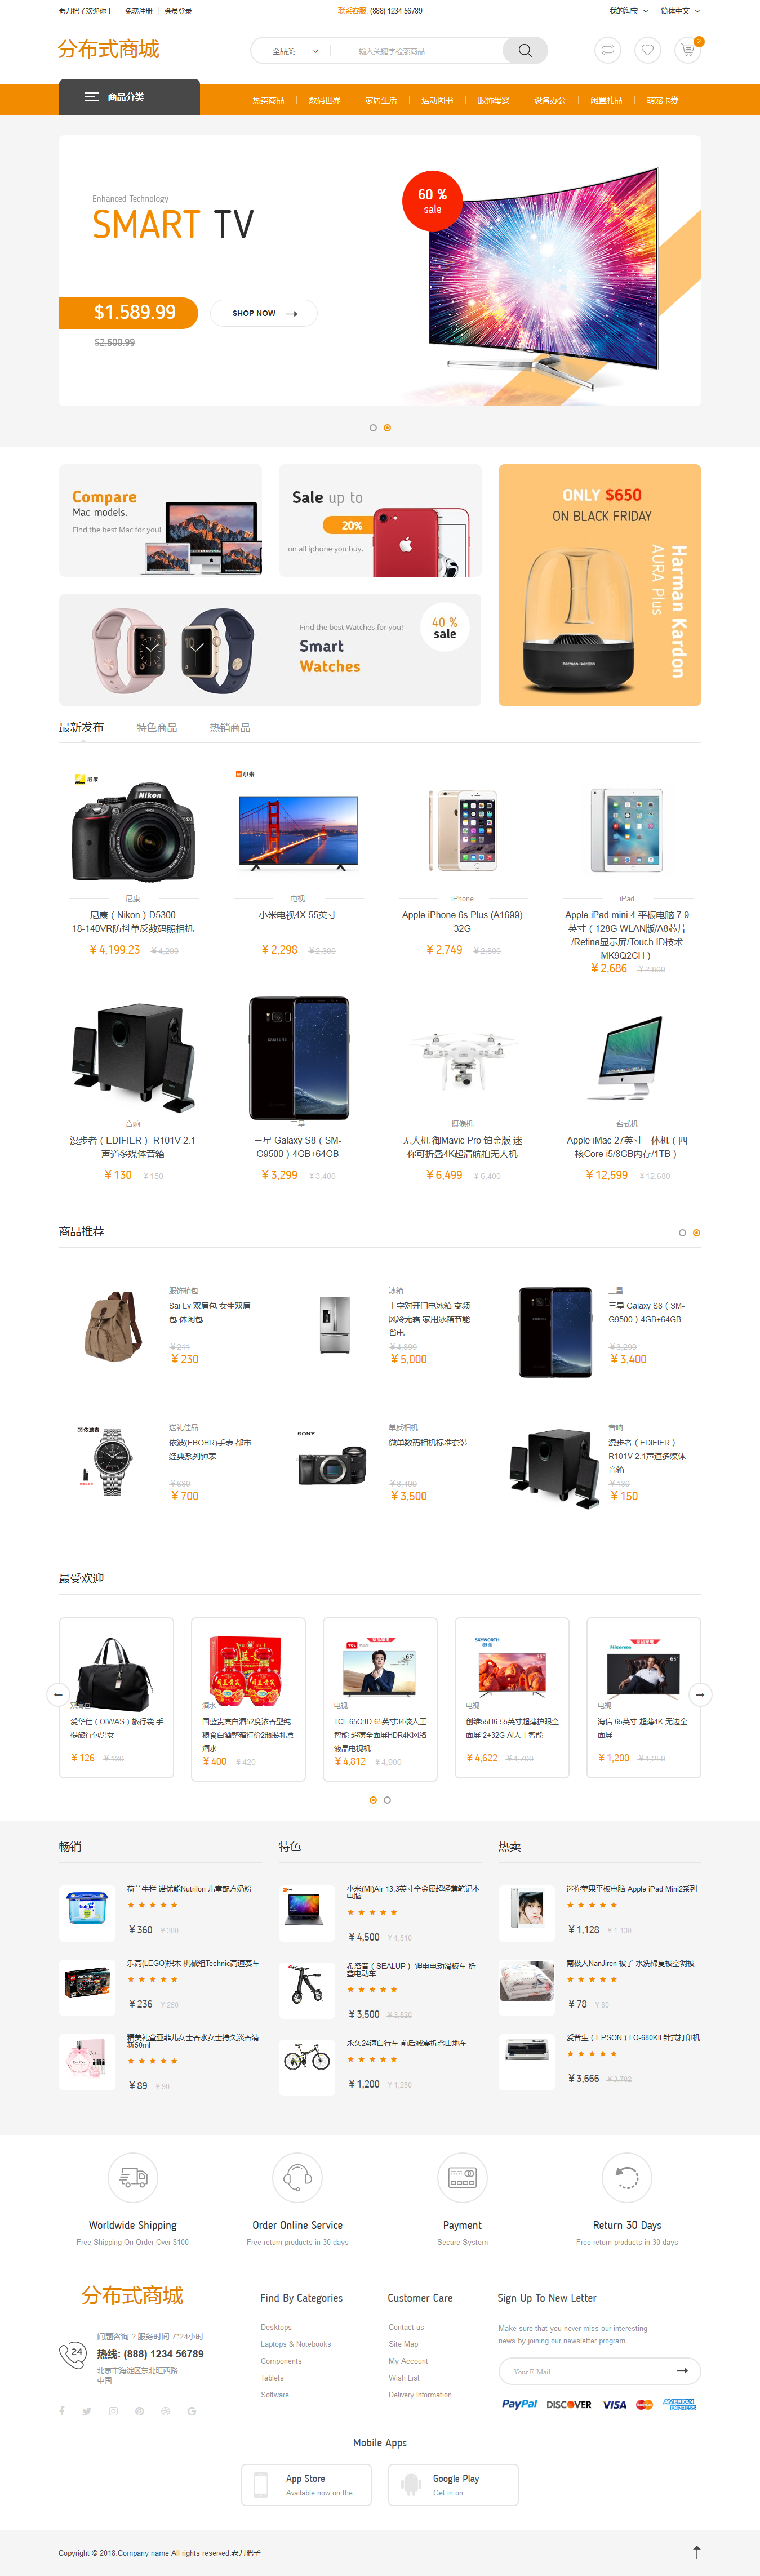 老刀把子欢迎你！ 免费注册 会员登录 联系客服: (888) 1234 56789 我的淘宝 简体中文
分布式商城 全品类 输入关键字检索商品 2
商品分类 热卖商品 数码世界 家居生活 运动图书 服饰母婴 设备办公 闲置礼品 萌宠卡券
60 %
sale
Enhanced Technology
SMART TV
$1.589.99 SHOP NOW
$2.500.99
Compare
Mac models.
Find the best Mac for you!
Sale up to
20%
on all iphone you buy.
ONLY $650
ON BLACK FRIDAY
Harman Kardon
AURA Plus
harman/kardon
Find the best Watches for you!
Smart
Watches
40 %
sale
最新发布 特色商品 热销商品
尼康
Nikon
小米
尼康 电视 iPhone iPad
尼康（Nikon）D5300
18-140VR防抖单反数码照相机
￥4,199.23 ￥4,299
小米电视4X 55英寸
￥2,298 ￥2,300
Apple iPhone 6s Plus (A1699)
32G
￥2,749 ￥2,800
Apple iPad mini 4 平板电脑 7.9
英寸（128G WLAN版/A8芯片
/Retina显示屏/Touch ID技术
MK9Q2CH）
￥2,686 ￥2,800
SAMSUNG
音响 三星 摄像机 台式机
漫步者（EDIFIER） R101V 2.1
声道多媒体音箱
￥130 ￥150
三星 Galaxy S8（SM-
G9500）4GB+64GB
￥3,299 ￥3,400
无人机 御Mavic Pro 铂金版 迷
你可折叠4K超清航拍无人机
￥6,499 ￥6,400
Apple iMac 27英寸一体机（四
核Core i5/8GB内存/1TB）
￥12,599 ￥12,680
商品推荐
服饰箱包
Sai Lv 双肩包 女生双肩
包 休闲包
￥211
￥230
冰箱
十字对开门电冰箱 变频
风冷无霜 家用冰箱节能
省电
￥4,899
￥5,000
三星
三星 Galaxy S8（SM-
G9500）4GB+64GB
￥3,299
￥3,400
依波表
送礼佳品
依波(EBOHR)手表 都市
经典系列钟表
￥680
￥700
SONY
单反相机
微单数码相机标准套装
￥3,499
￥3,500
音响
漫步者（EDIFIER）
R101V 2.1声道多媒体
音箱
￥130
￥150
最受欢迎
双肩包
爱华仕（OIWAS）旅行袋 手
提旅行包男女
￥126 ￥130
酒水
国蓝贵宾白酒52度浓香型纯
粮食白酒整箱特价2瓶装礼盒
酒水
￥400 ￥420
TCL
65"
电视
TCL 65Q1D 65英寸34核人工
智能 超薄全面屏HDR4K网络
液晶电视机
￥4,812 ￥4,900
SKYWORTH
创维
电视
创维55H6 55英寸超薄护眼全
面屏 2+32G AI人工智能
￥4,622 ￥4,700
Hisense
65"
电视
海信 65英寸 超薄4K 无边全
面屏
￥1,200 ￥1,250
畅销 特色 热卖
荷兰牛栏 诺优能Nutrilon 儿童配方奶粉
￥360 ￥380
乐高(LEGO)积木 机械组Technic高速赛车
￥236 ￥250
精美礼盒亚菲儿女士香水女士持久淡香清
新50ml
￥89 ￥90
小米(MI)Air 13.3英寸全金属超轻薄笔记本
电脑
￥4,500 ￥4,510
希洛普（SEALUP） 锂电电动滑板车 折
叠电动车
￥3,500 ￥3,520
永久24速自行车 前后减震折叠山地车
￥1,200 ￥1,250
迷你苹果平板电脑 Apple iPad Mini2系列
￥1,128 ￥1,130
南极人NanJiren 被子 水洗棉夏被空调被
￥78 ￥80
爱普生（EPSON）LQ-680KII 针式打印机
￥3,666 ￥3,702
Worldwide Shipping Order Online Service Payment Return 30 Days
Free Shipping On Order Over $100 Free return products in 30 days Secure System Free return products in 30 days
分布式商城
24
问题咨询？服务时间 7*24小时
热线: (888) 1234 56789
北京市海淀区东北旺西路
中国
Find By Categories
Desktops
Laptops & Notebooks
Components
Tablets
Software
Customer Care
Contact us
Site Map
My Account
Wish List
Delivery Information
Sign Up To New Letter
Make sure that you never miss our interesting
news by joining our newsletter program
Your E-Mail
PayPal DISCOVER VISA AMERICAN EXPRESS
Mobile Apps
App Store
Available now on the
Google Play
Get in on
Copyright © 2018.Company name All rights reserved.老刀把子